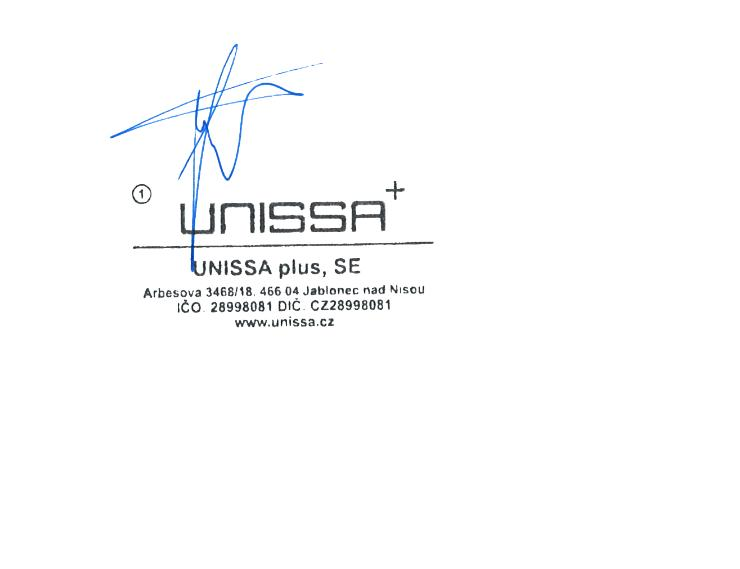 ①
UNISSA+
UNISSA plus, SE
Arbesova 3468/18, 466 04 Jablonec nad Nisou
IČO. 28998081 DIČ. CZ28998081
www.unissa.cz